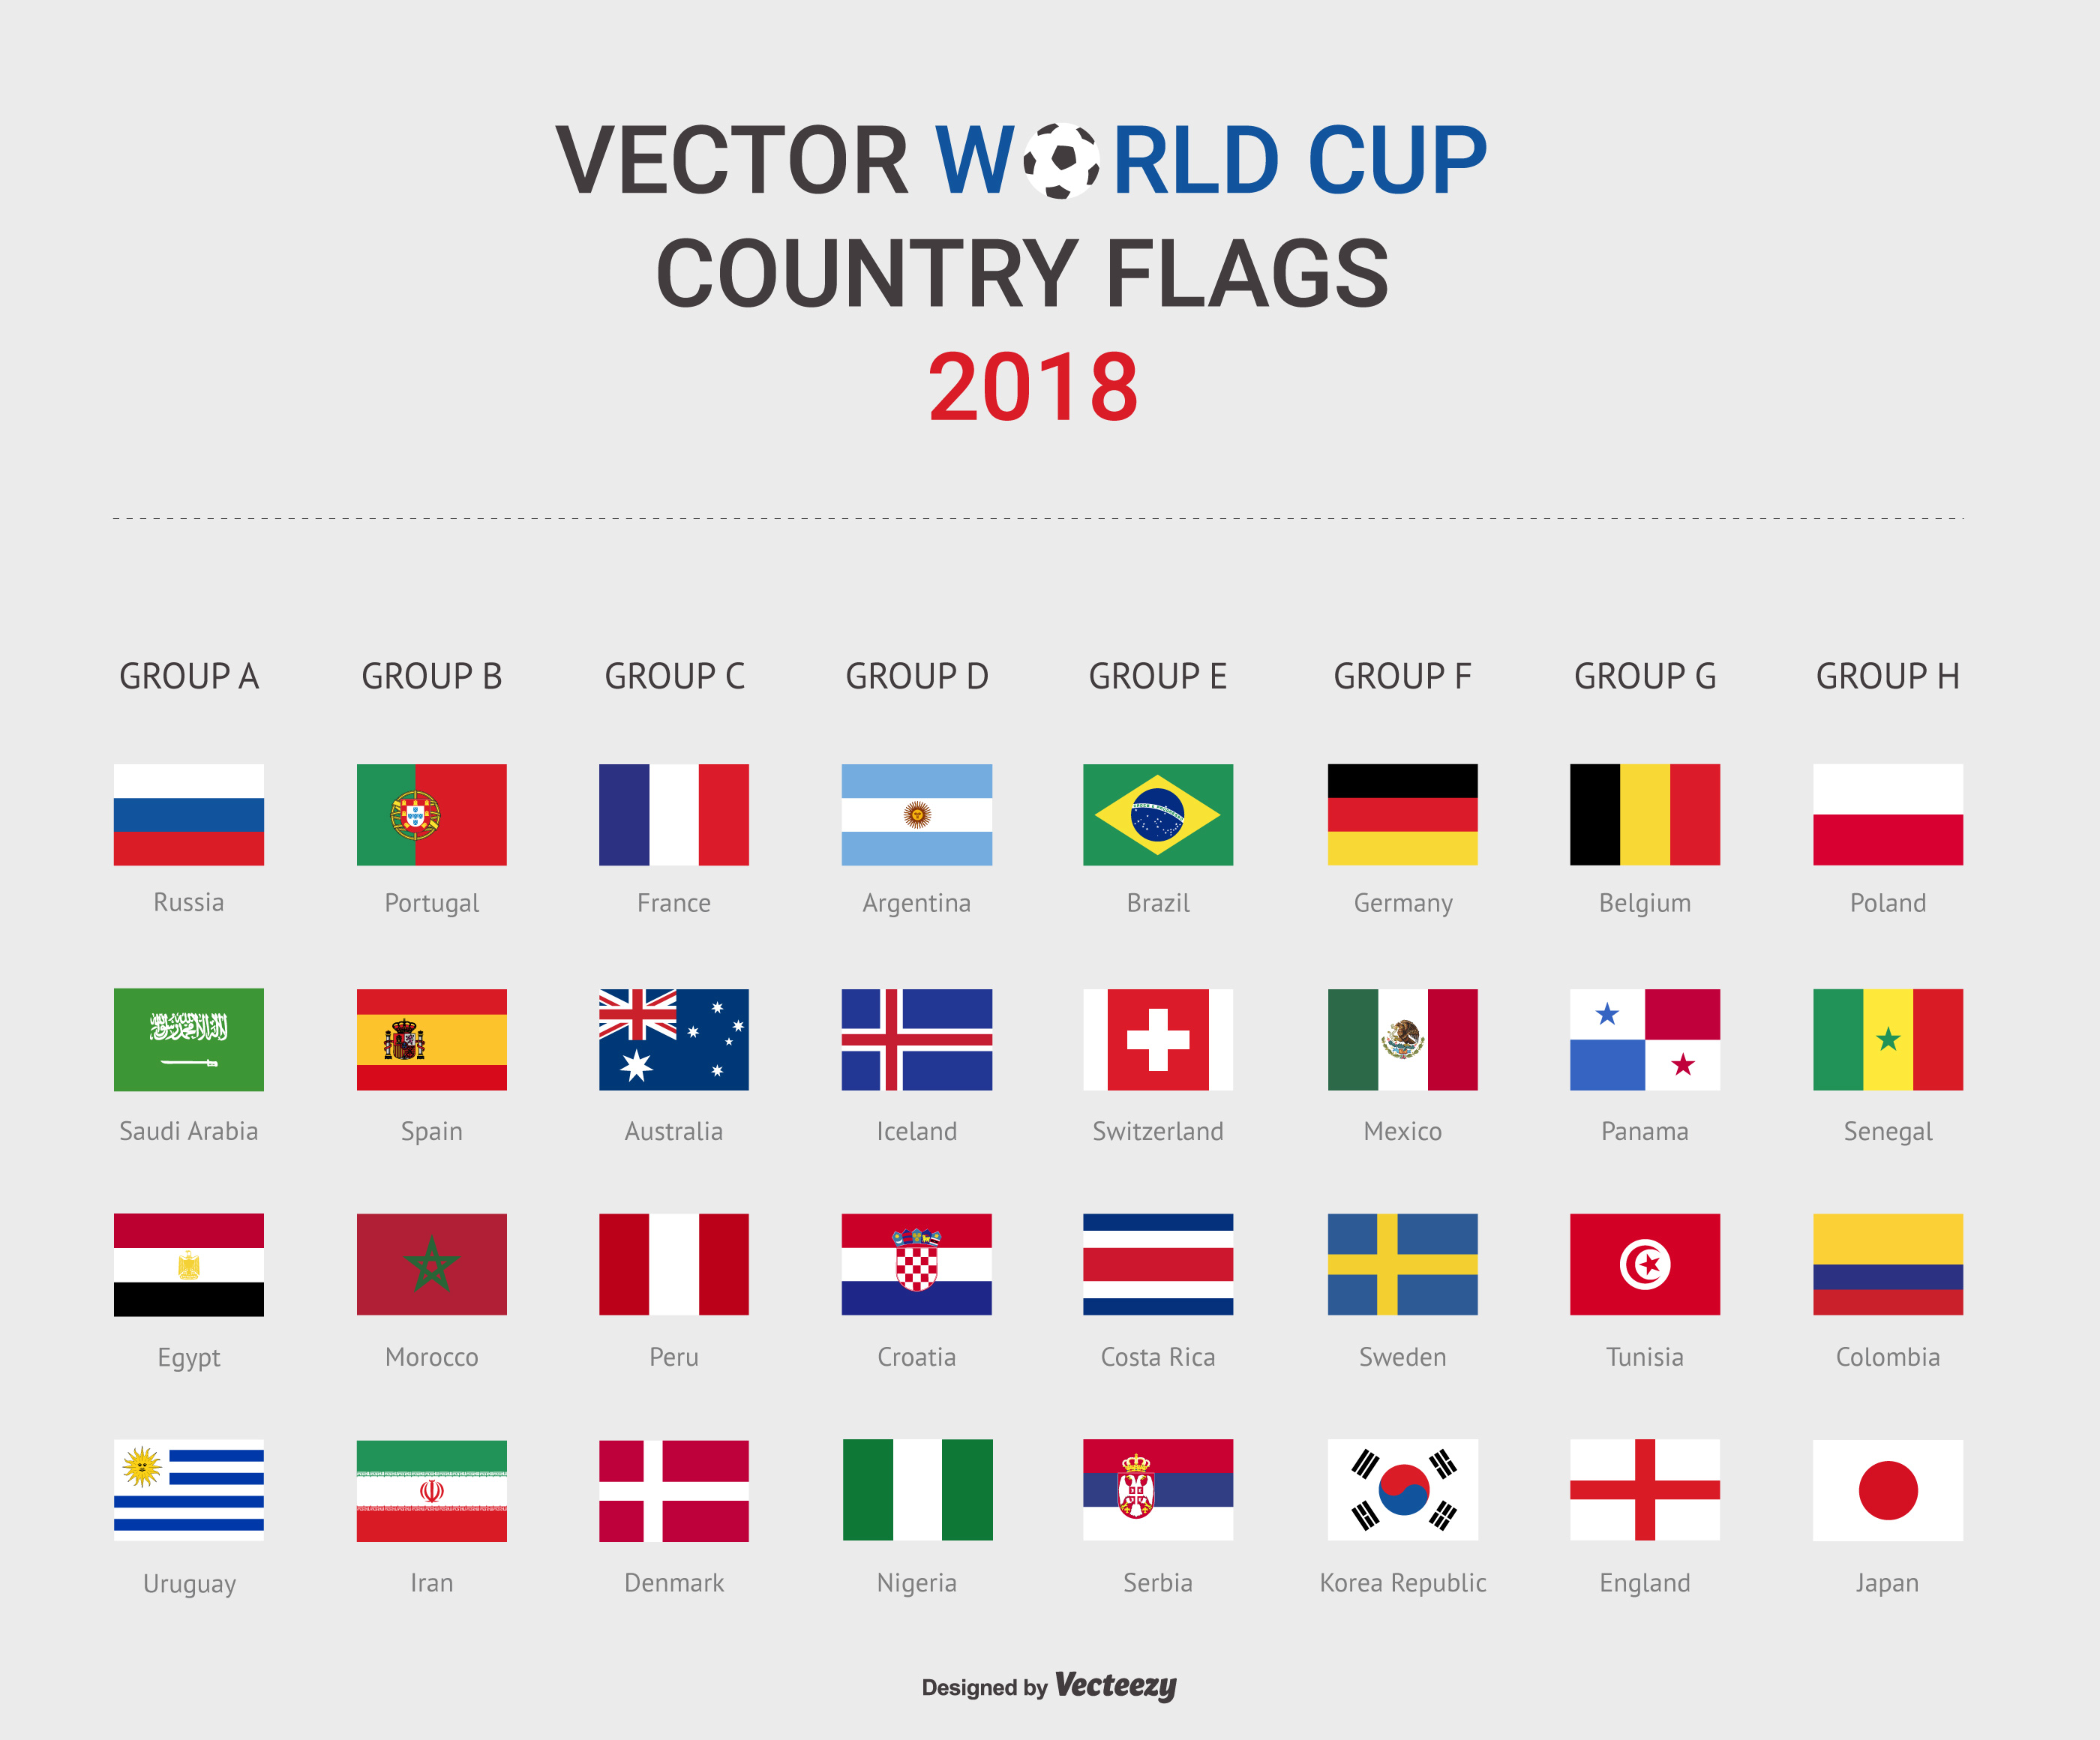 VECTOR WORLD CUP
COUNTRY FLAGS
2018
GROUP A GROUP B GROUP C GROUP D GROUP E GROUP F GROUP G GROUP H
Russia Portugal France Argentina Brazil Germany Belgium Poland
Saudi Arabia Spain Australia Iceland Switzerland Mexico Panama Senegal
Egypt Morocco Peru Croatia Costa Rica Sweden Tunisia Colombia
Uruguay Iran Denmark Nigeria Serbia Korea Republic England Japan
Designed by Vecteezy